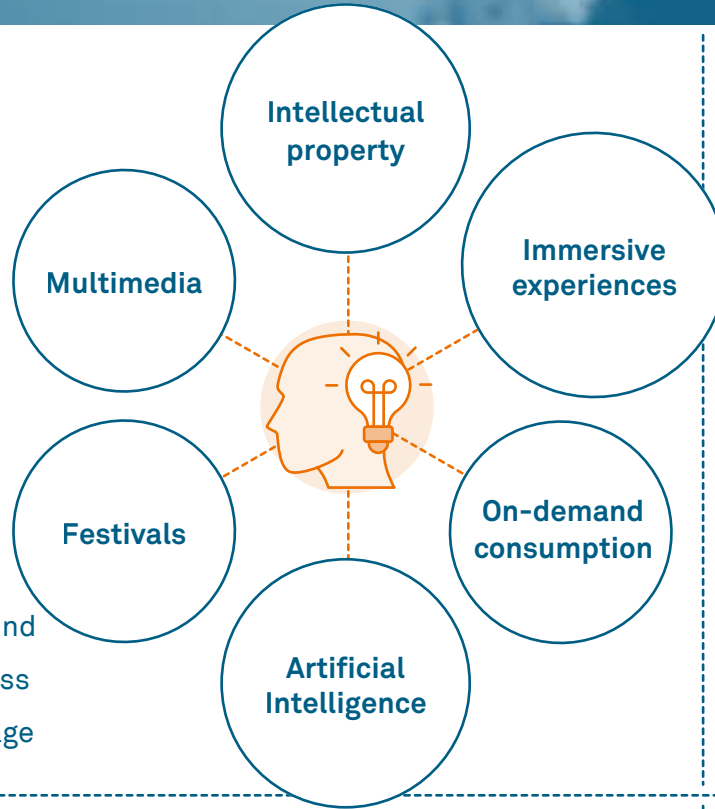 Intellectual
property
Multimedia
Immersive
experiences
Festivals
On-demand
consumption
Artificial
Intelligence